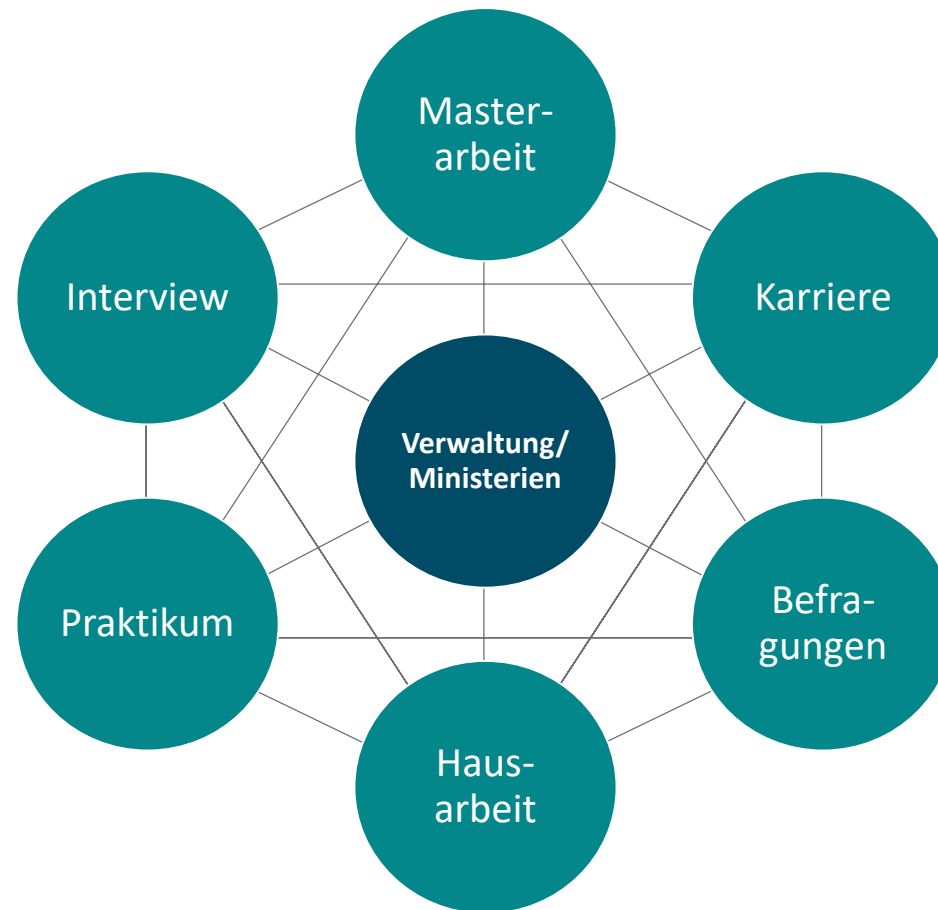 Master-
arbeit
Interview
Karriere
Verwaltung/
Ministerien
Praktikum
Befra-
gungen
Haus-
arbeit